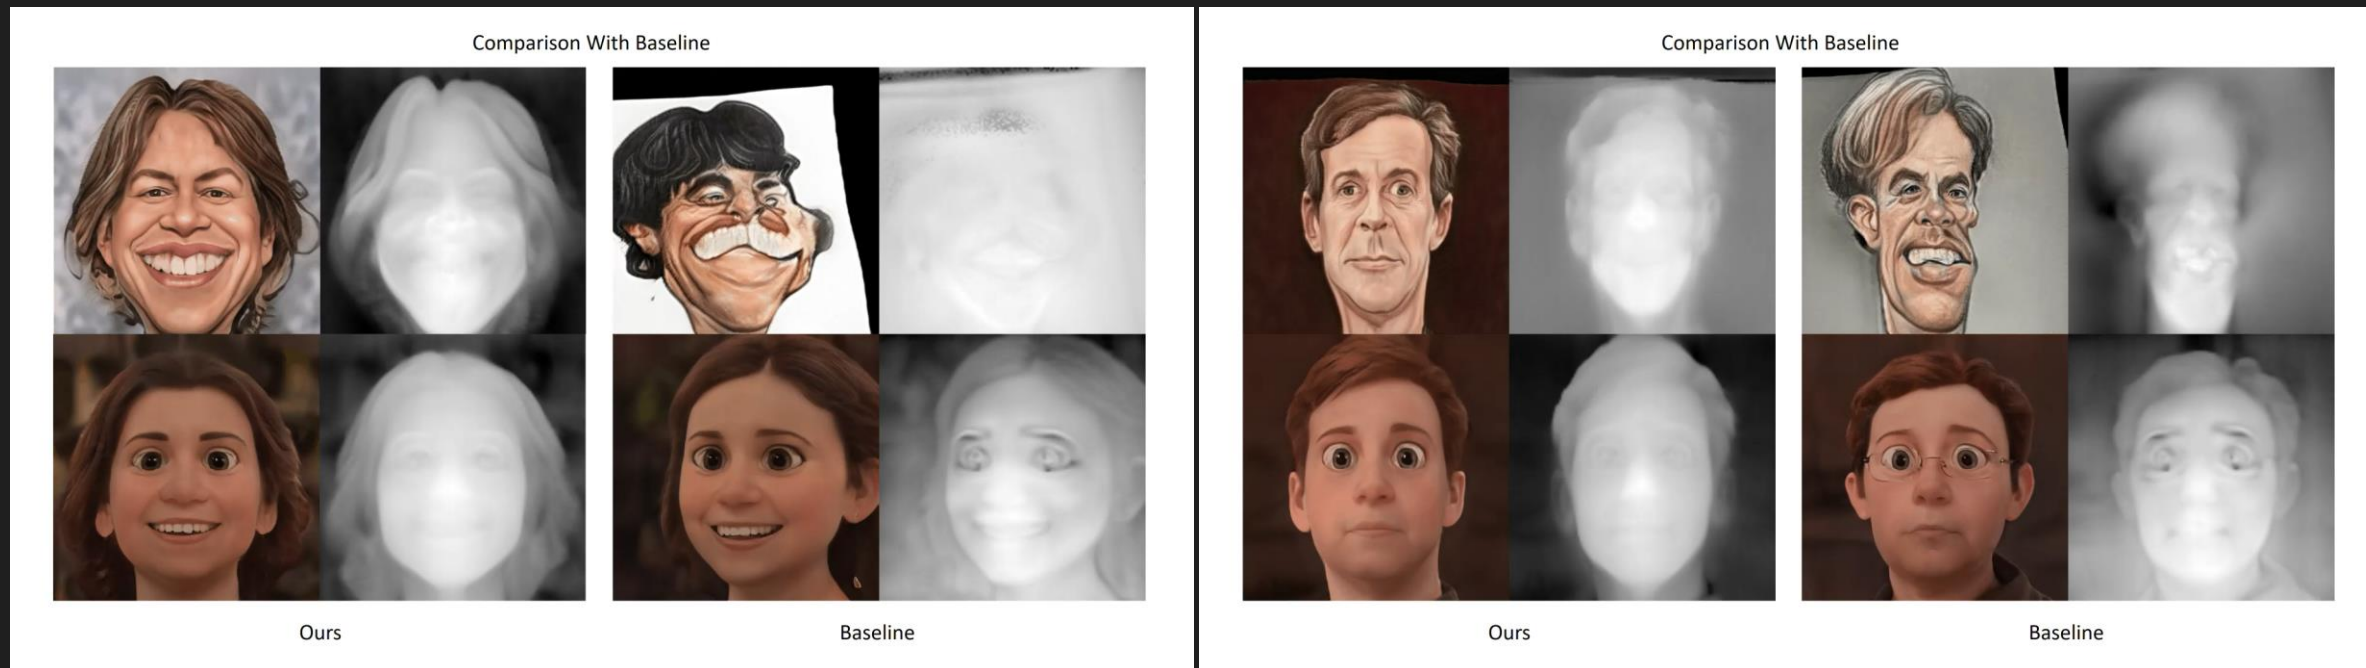 Comparison With Baseline
Ours
Baseline
Comparison With Baseline
Ours
Baseline